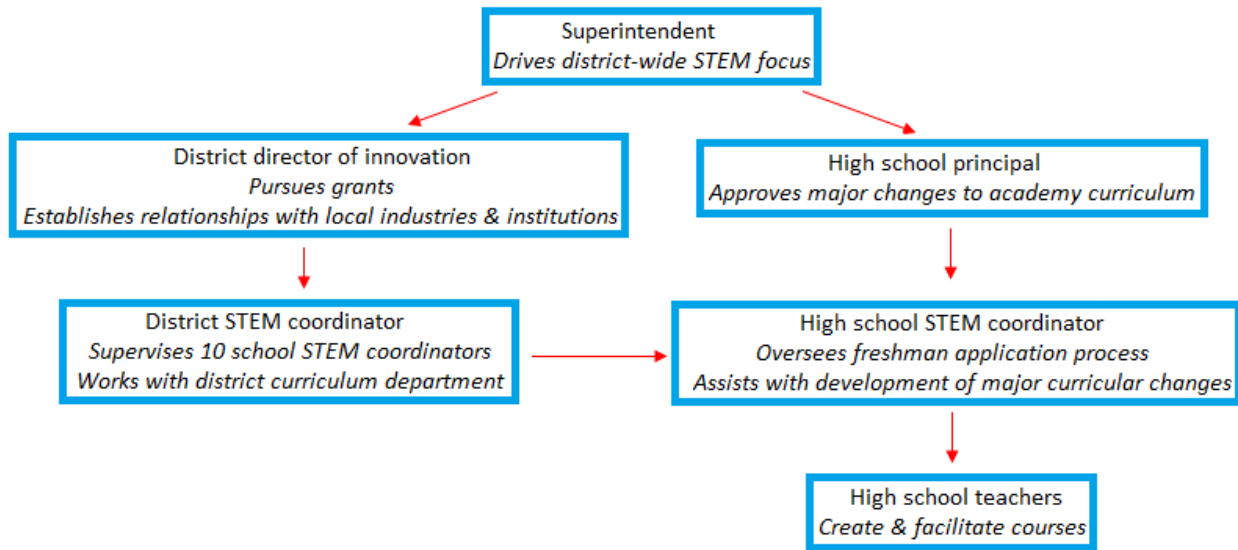 Superintendent
Drives district-wide STEM focus
District director of innovation
Pursues grants
Establishes relationships with local industries & institutions
High school principal
Approves major changes to academy curriculum
District STEM coordinator
Supervises 10 school STEM coordinators
Works with district curriculum department
High school STEM coordinator
Oversees freshman application process
Assists with development of major curricular changes
High school teachers
Create & facilitate courses